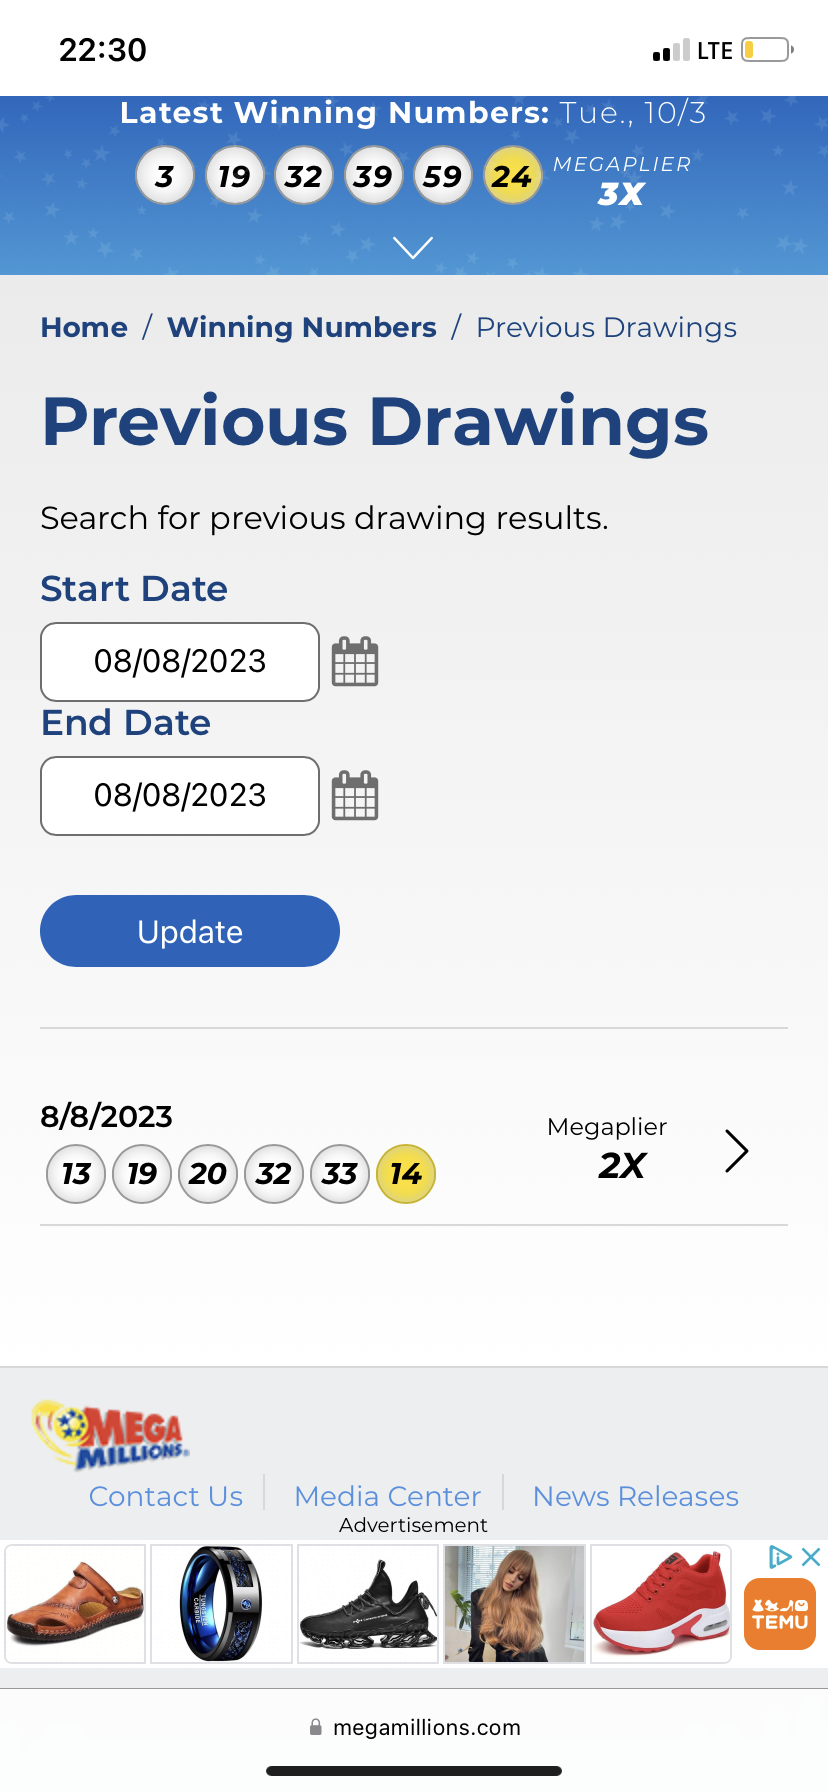 22:30
LTE
Latest Winning Numbers: Tue., 10/3
3 19 32 39 59 24
MEGAPLIER
3X
Home / Winning Numbers / Previous Drawings
Previous Drawings
Search for previous drawing results.
Start Date
08/08/2023
End Date
08/08/2023
Update
8/8/2023
13 19 20 32 33 14
Megaplier
2X
MEGA
MILLIONS®
Contact Us
Media Center
News Releases
Advertisement
TUNGSTEN
CARBIDE
TEMU
megamillions.com